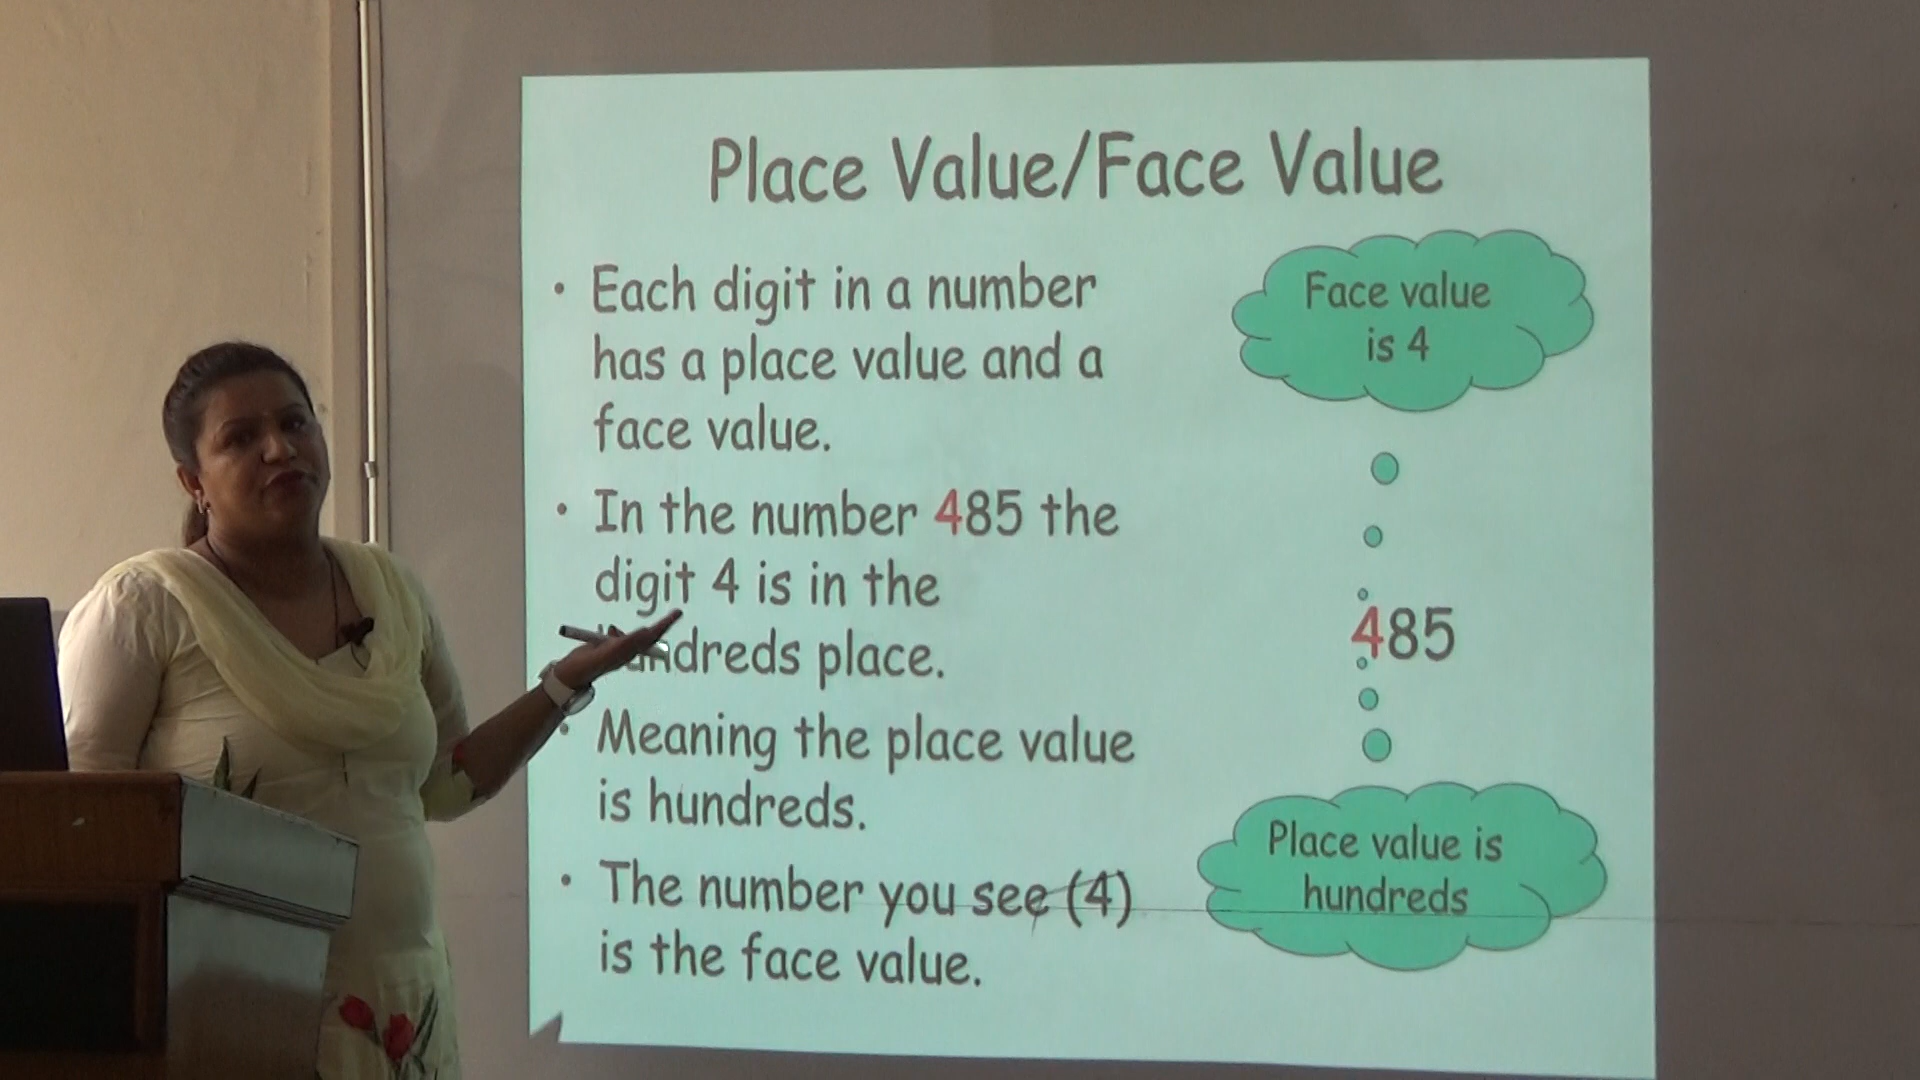 Place Value/Face Value
• Each digit in a number
has a place value and a
face value.
• In the number 485 the
digit 4 is in the
hundreds place.
• Meaning the place value
is hundreds.
• The number you see (4)
is the face value.
Face value
is 4
485
Place value is
hundreds